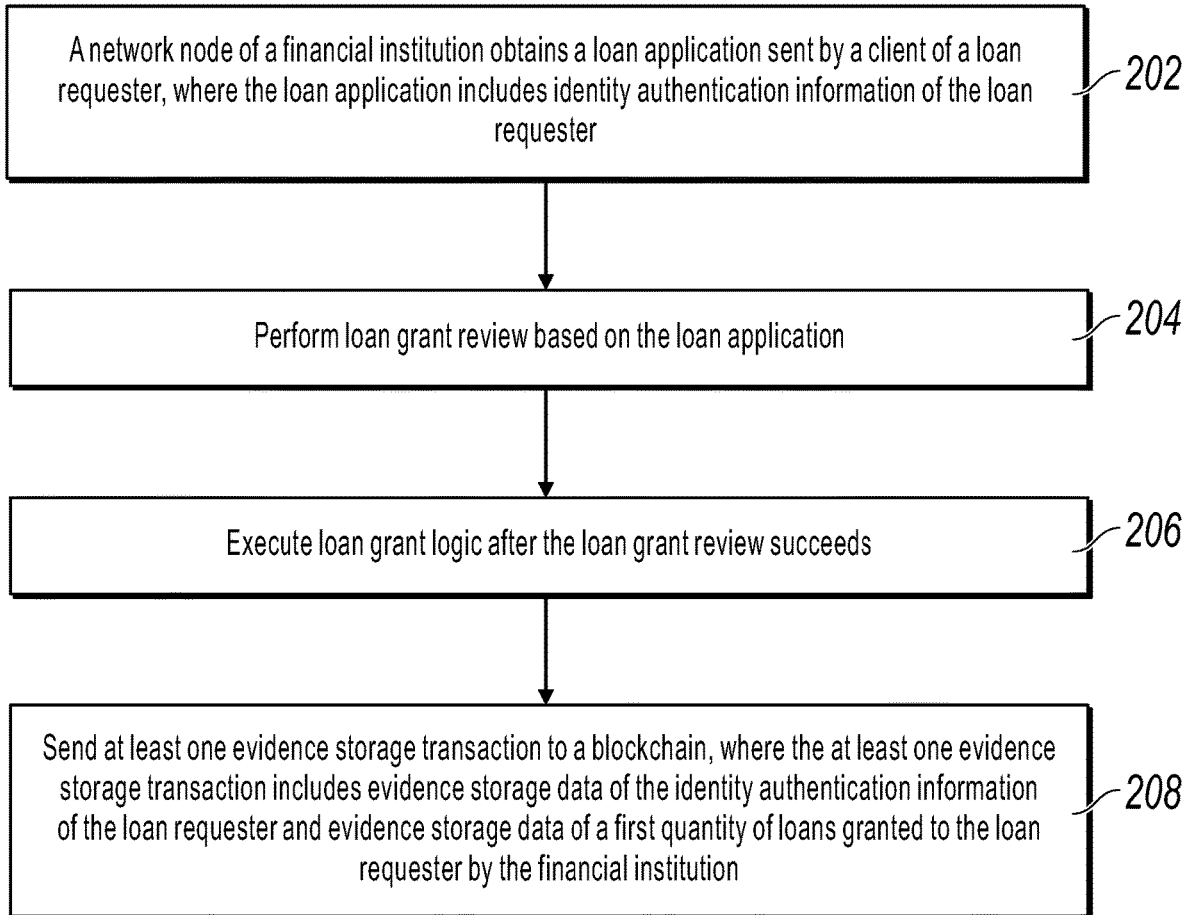 A network node of a financial institution obtains a loan application sent by a client of a loan
requester, where the loan application includes identity authentication information of the loan
requester
202
Perform loan grant review based on the loan application
204
Execute loan grant logic after the loan grant review succeeds
206
Send at least one evidence storage transaction to a blockchain, where the at least one evidence
storage transaction includes evidence storage data of the identity authentication information
of the loan requester and evidence storage data of a first quantity of loans granted to the loan
requester by the financial institution
208